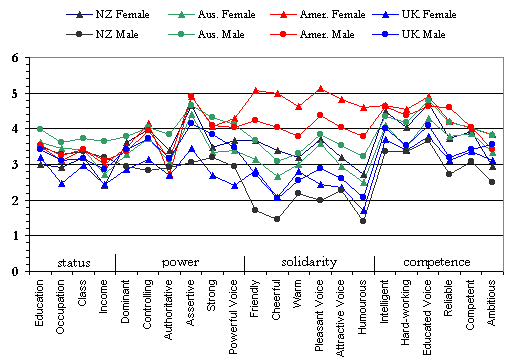 NZ Female Aus. Female Amer. Female UK Female
NZ Male Aus. Male Amer. Male UK Male
6
5
4
3
2
1
0
status power solidarity competence
Education
Occupation
Class
Income
Dominant
Controlling
Authoritative
Assertive
Strong
Powerful Voice
Friendly
Cheerful
Warm
Pleasant Voice
Attractive Voice
Humourous
Intelligent
Hard-working
Educated Voice
Reliable
Competent
Ambitious